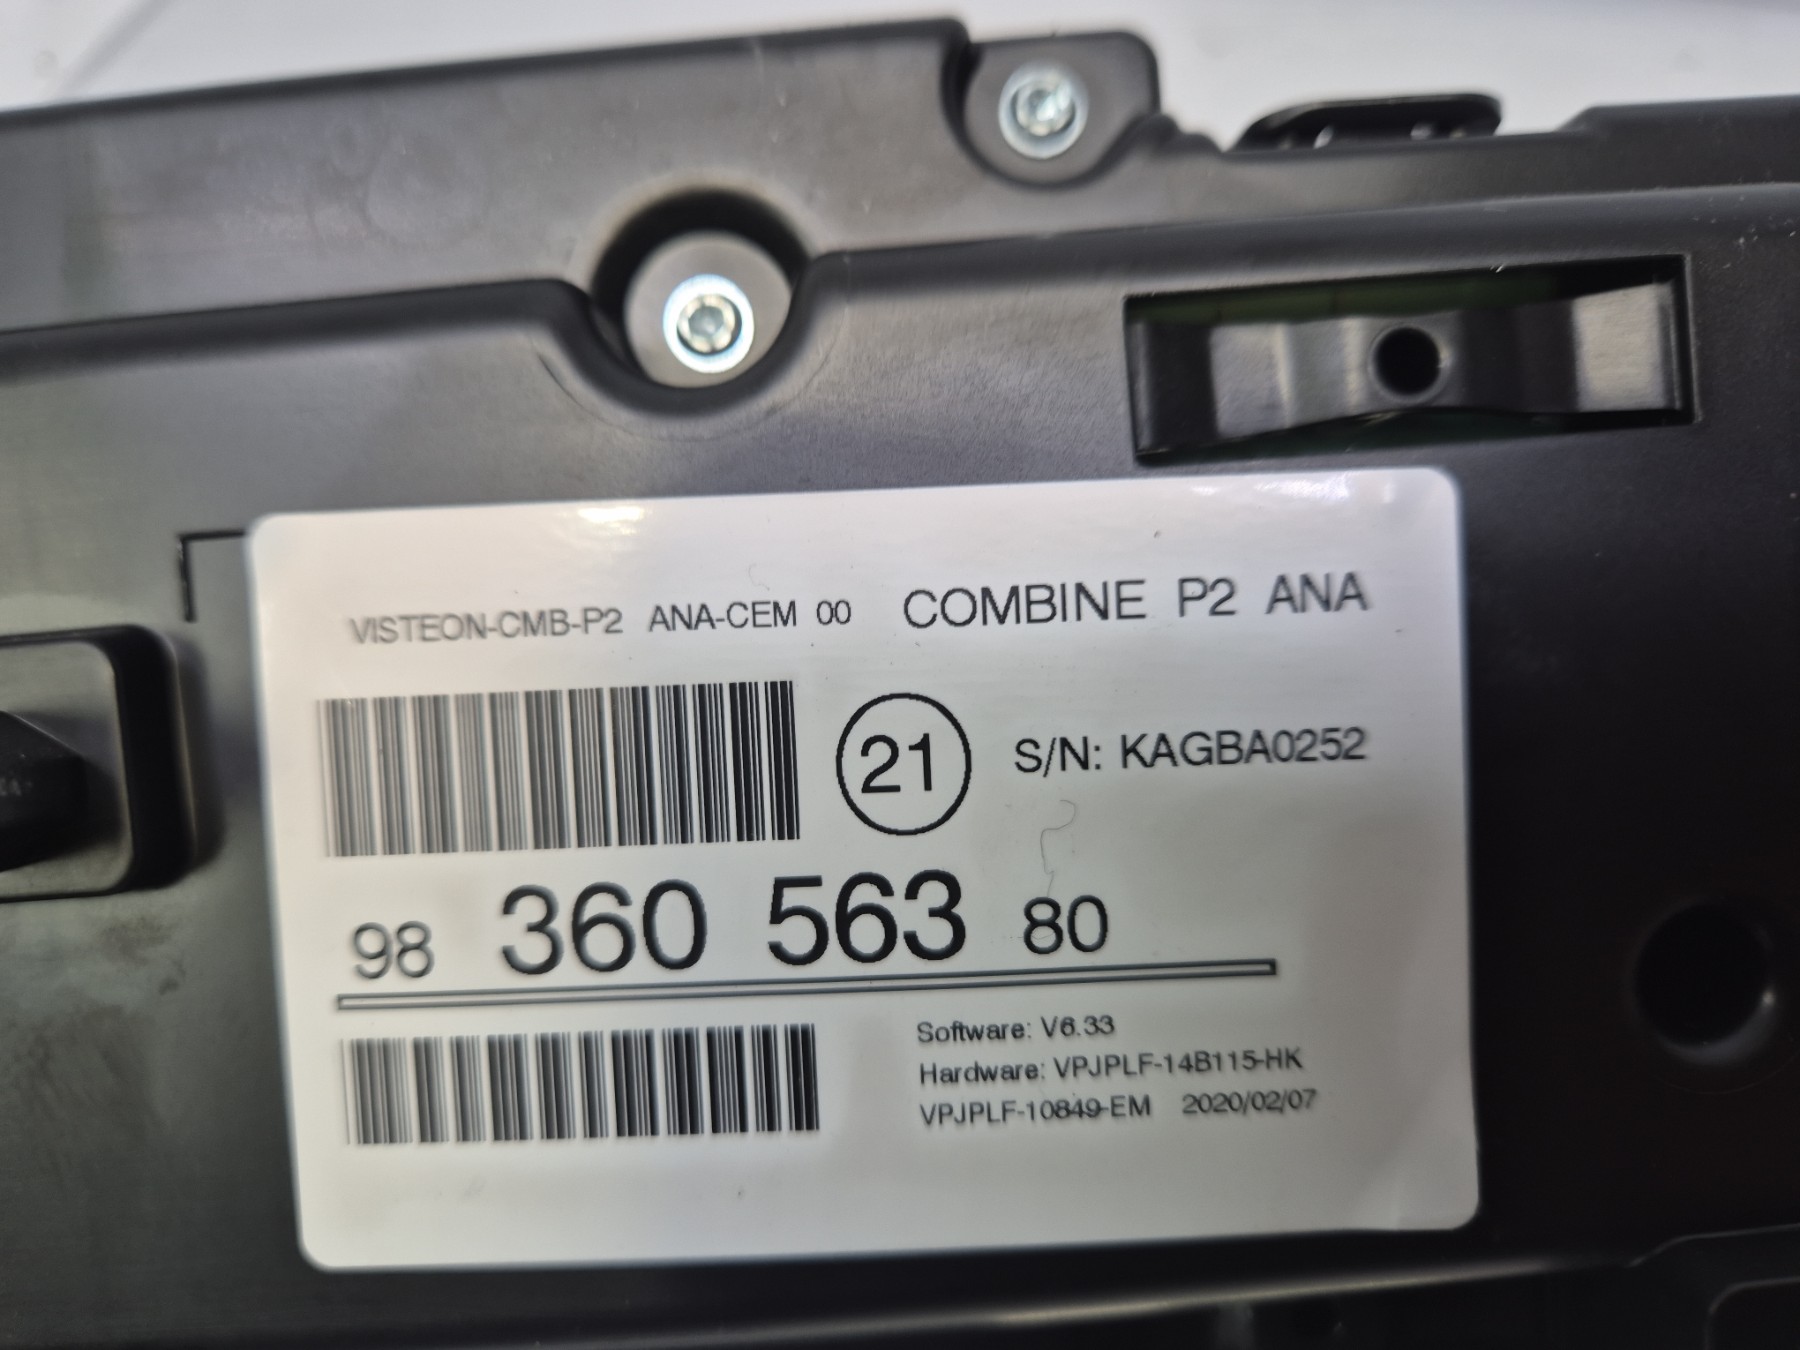 VISTEON-CMB-P2 ANA-CEM 00 COMBINE P2 ANA
21 S/N: KAGBA0252
98 360 563 80
Software: V6.33
Hardware: VPJPLF-14B115-HK
VPJPLF-10849-EM 2020/02/07